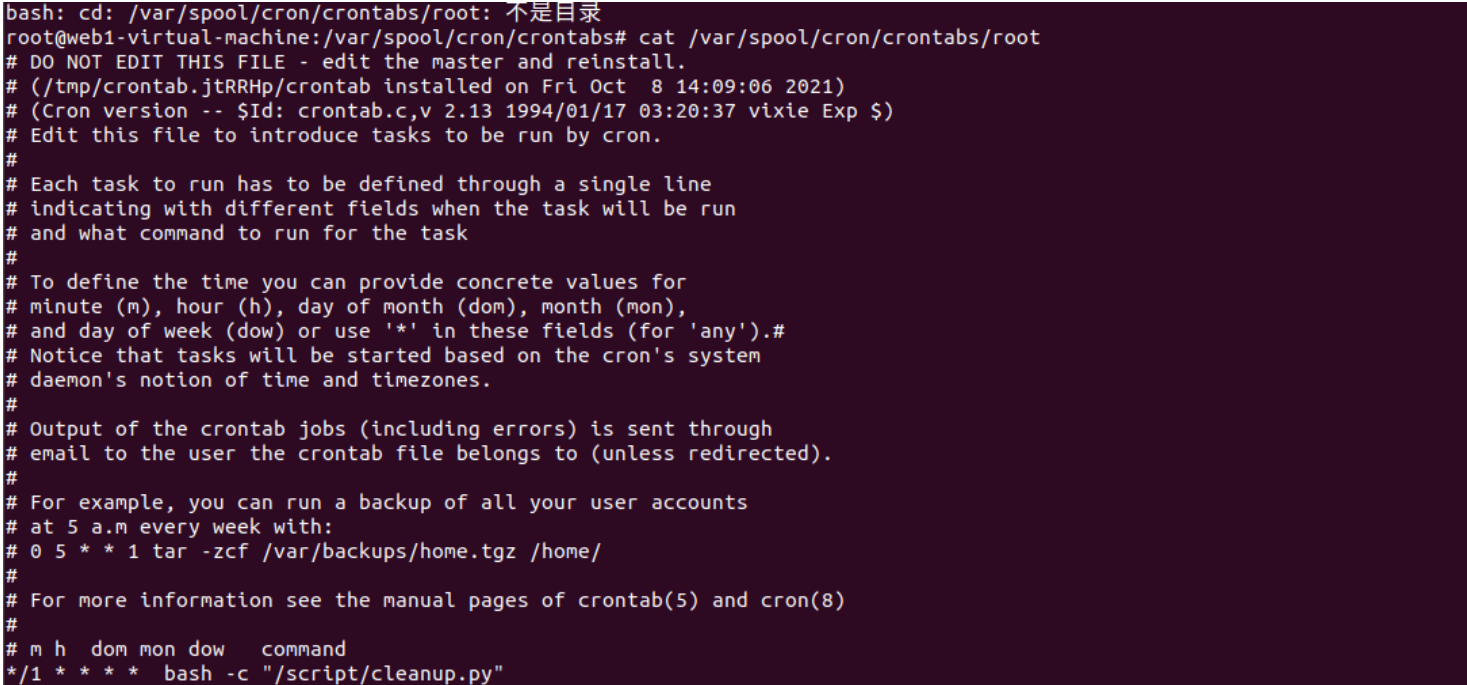 bash: cd: /var/spool/cron/crontabs/root: 不是目录
root@web1-virtual-machine:/var/spool/cron/crontabs# cat /var/spool/cron/crontabs/root
# DO NOT EDIT THIS FILE - edit the master and reinstall.
# (/tmp/crontab.jtRRHp/crontab installed on Fri Oct  8 14:09:06 2021)
# (Cron version -- $Id: crontab.c,v 2.13 1994/01/17 03:20:37 vixie Exp $)
# Edit this file to introduce tasks to be run by cron.
#
# Each task to run has to be defined through a single line
# indicating with different fields when the task will be run
# and what command to run for the task
#
# To define the time you can provide concrete values for
# minute (m), hour (h), day of month (dom), month (mon),
# and day of week (dow) or use '*' in these fields (for 'any').#
# Notice that tasks will be started based on the cron's system
# daemon's notion of time and timezones.
#
# Output of the crontab jobs (including errors) is sent through
# email to the user the crontab file belongs to (unless redirected).
#
# For example, you can run a backup of all your user accounts
# at 5 a.m every week with:
# 0 5 * * 1 tar -zcf /var/backups/home.tgz /home/
#
# For more information see the manual pages of crontab(5) and cron(8)
#
# m h  dom mon dow   command
*/1 * * * *  bash -c "/script/cleanup.py"